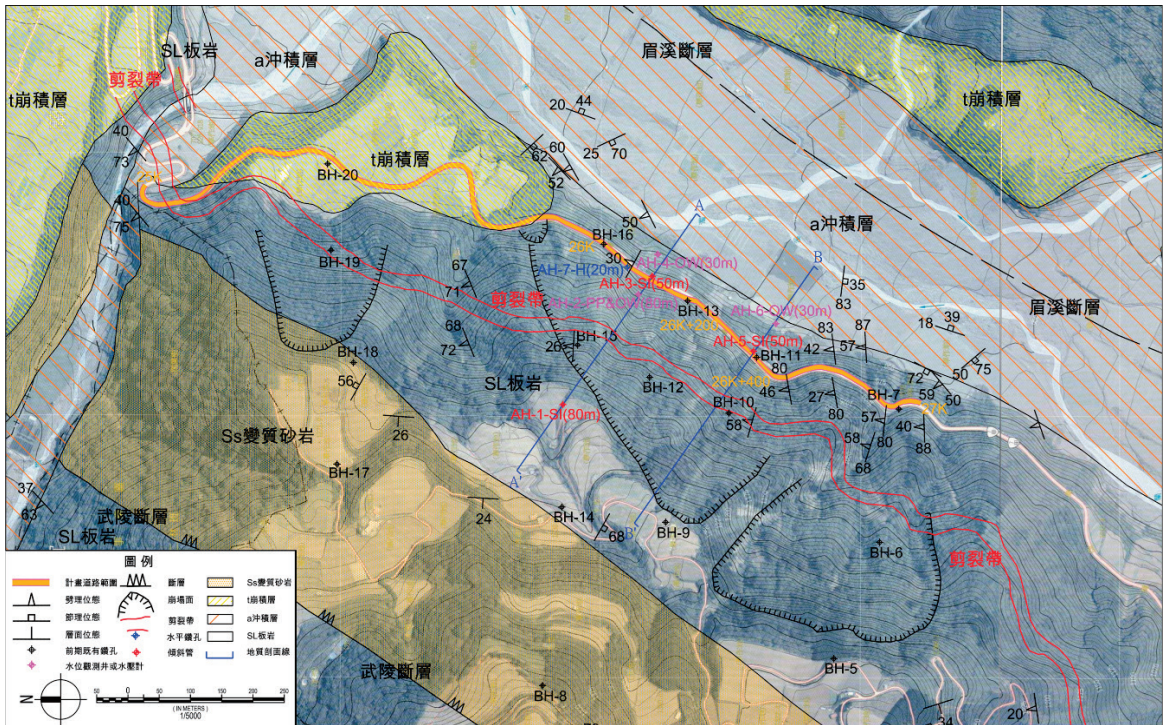 SL板岩
a沖積層
剪裂帶
t崩積層
眉溪斷層
t崩積層
20
44
40
73
t崩積層
60
62
25
70
52
BH-20
40
75
50
A
a沖積層
BH-16
26K
30
AH-4-OW(30m)
B
BH-19
67
AH-7-H(20m)
AH-3-SI(50m)
35
眉溪斷層
71
剪裂帶
BH-13
AH-6-OW(30m)
83
26K+200
18
39
68
83
87
72
26
BH-15
AH-5-SI(50m)
42
57
BH-18
BH-11
75
56
SL板岩
BH-12
80
72
50
26K+400
46
27
BH-7
59
50
AH-1-SI(80m)
BH-10
80
57
40
27K
58
58
80
88
26
68
Ss變質砂岩
BH-17
A'
37
63
24
BH-14
武陵斷層
68
B'
BH-9
SL板岩
BH-6
剪裂帶
圖例
計畫道路範圍
斷層
Ss變質砂岩
劈理位態
崩塌面
t崩積層
節理位態
剪裂帶
a沖積層
層面位態
水平鑽孔
SL板岩
前期既有鑽孔
傾斜管
地質剖面線
水位觀測井或水壓計
武陵斷層
BH-5
BH-8
N
50
0
50
100
150
200
250
( IN METERS )
1/5000
34
20